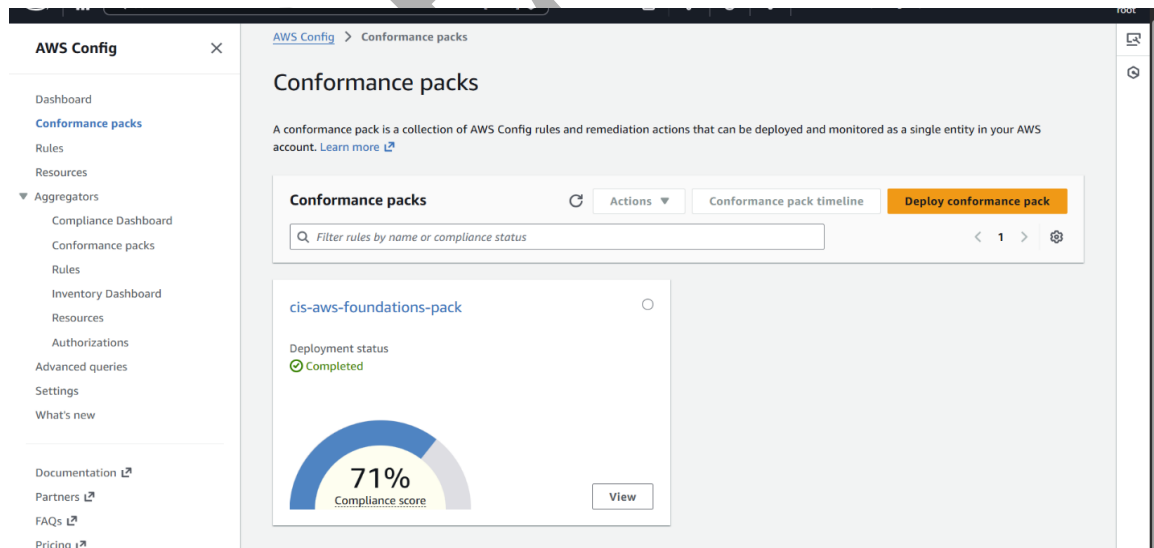 root
AWS Config
Dashboard
Conformance packs
Rules
Resources
Aggregators
Compliance Dashboard
Conformance packs
Rules
Inventory Dashboard
Resources
Authorizations
Advanced queries
Settings
What's new
Documentation
Partners
FAQs
Pricing
AWS Config > Conformance packs
Conformance packs
A conformance pack is a collection of AWS Config rules and remediation actions that can be deployed and monitored as a single entity in your AWS
account. Learn more
Conformance packs
Actions
Conformance pack timeline
Deploy conformance pack
Filter rules by name or compliance status
< 1 >
cis-aws-foundations-pack
Deployment status
Completed
71%
Compliance score
View